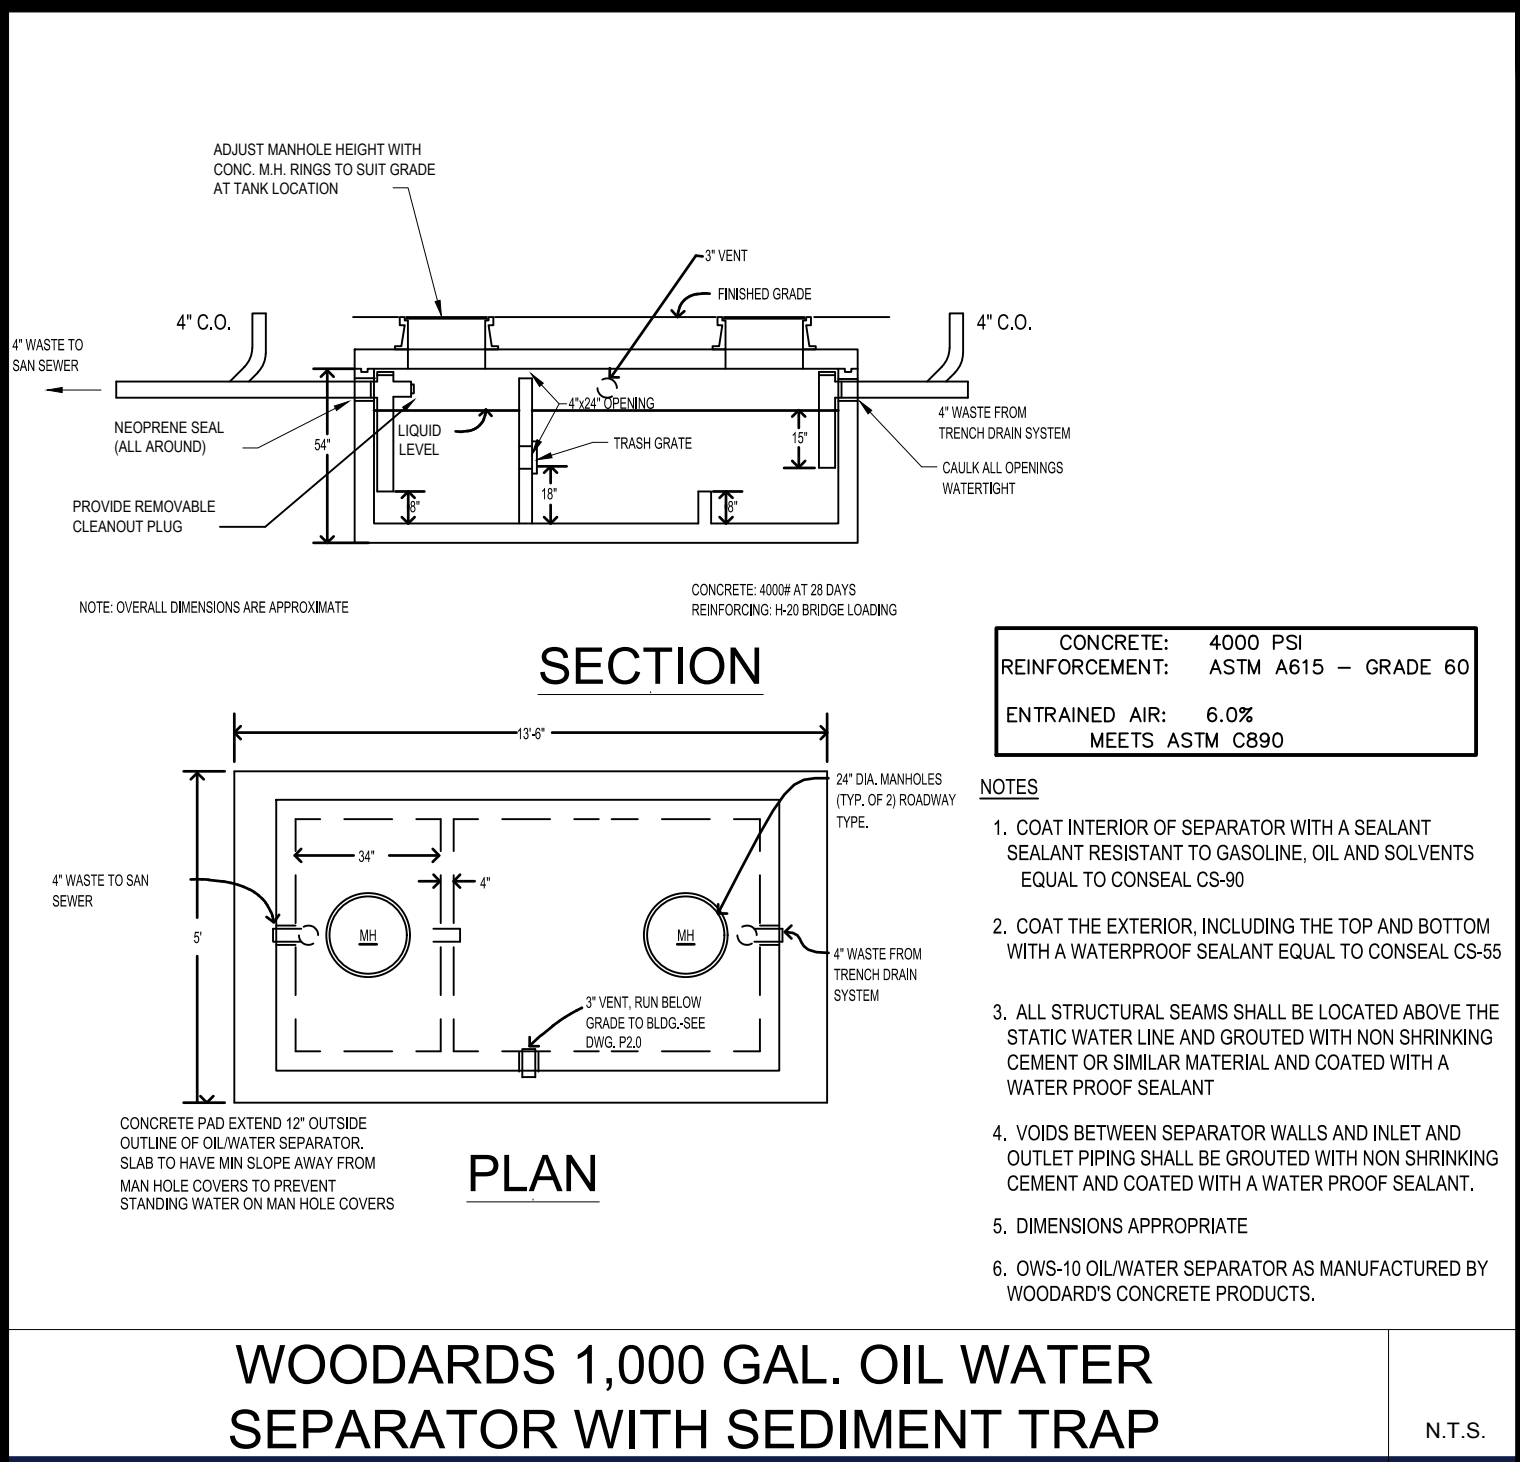 ADJUST MANHOLE HEIGHT WITH
CONC. M.H. RINGS TO SUIT GRADE
AT TANK LOCATION
3" VENT
FINISHED GRADE
4" C.O.
4" C.O.
4" WASTE TO
SAN SEWER
4"x24" OPENING
4" WASTE FROM
TRENCH DRAIN SYSTEM
NEOPRENE SEAL
(ALL AROUND)
54"
LIQUID
LEVEL
TRASH GRATE
15"
CAULK ALL OPENINGS
WATERTIGHT
PROVIDE REMOVABLE
CLEANOUT PLUG
8"
18"
8"
NOTE: OVERALL DIMENSIONS ARE APPROXIMATE
CONCRETE: 4000# AT 28 DAYS
REINFORCING: H-20 BRIDGE LOADING
SECTION
CONCRETE: 4000 PSI
REINFORCEMENT: ASTM A615 – GRADE 60
ENTRAINED AIR: 6.0%
MEETS ASTM C890
13'-6"
24" DIA. MANHOLES
(TYP. OF 2) ROADWAY
TYPE.
34"
4"
4" WASTE TO SAN
SEWER
5'
MH
MH
4" WASTE FROM
TRENCH DRAIN
SYSTEM
3" VENT, RUN BELOW
GRADE TO BLDG.-SEE
DWG. P2.0
CONCRETE PAD EXTEND 12" OUTSIDE
OUTLINE OF OIL/WATER SEPARATOR.
SLAB TO HAVE MIN SLOPE AWAY FROM
MAN HOLE COVERS TO PREVENT
STANDING WATER ON MAN HOLE COVERS
PLAN
NOTES
1. COAT INTERIOR OF SEPARATOR WITH A SEALANT
SEALANT RESISTANT TO GASOLINE, OIL AND SOLVENTS
EQUAL TO CONSEAL CS-90
2. COAT THE EXTERIOR, INCLUDING THE TOP AND BOTTOM
WITH A WATERPROOF SEALANT EQUAL TO CONSEAL CS-55
3. ALL STRUCTURAL SEAMS SHALL BE LOCATED ABOVE THE
STATIC WATER LINE AND GROUTED WITH NON SHRINKING
CEMENT OR SIMILAR MATERIAL AND COATED WITH A
WATER PROOF SEALANT
4. VOIDS BETWEEN SEPARATOR WALLS AND INLET AND
OUTLET PIPING SHALL BE GROUTED WITH NON SHRINKING
CEMENT AND COATED WITH A WATER PROOF SEALANT.
5. DIMENSIONS APPROPRIATE
6. OWS-10 OIL/WATER SEPARATOR AS MANUFACTURED BY
WOODARD'S CONCRETE PRODUCTS.
WOODARDS 1,000 GAL. OIL WATER
SEPARATOR WITH SEDIMENT TRAP
N.T.S.